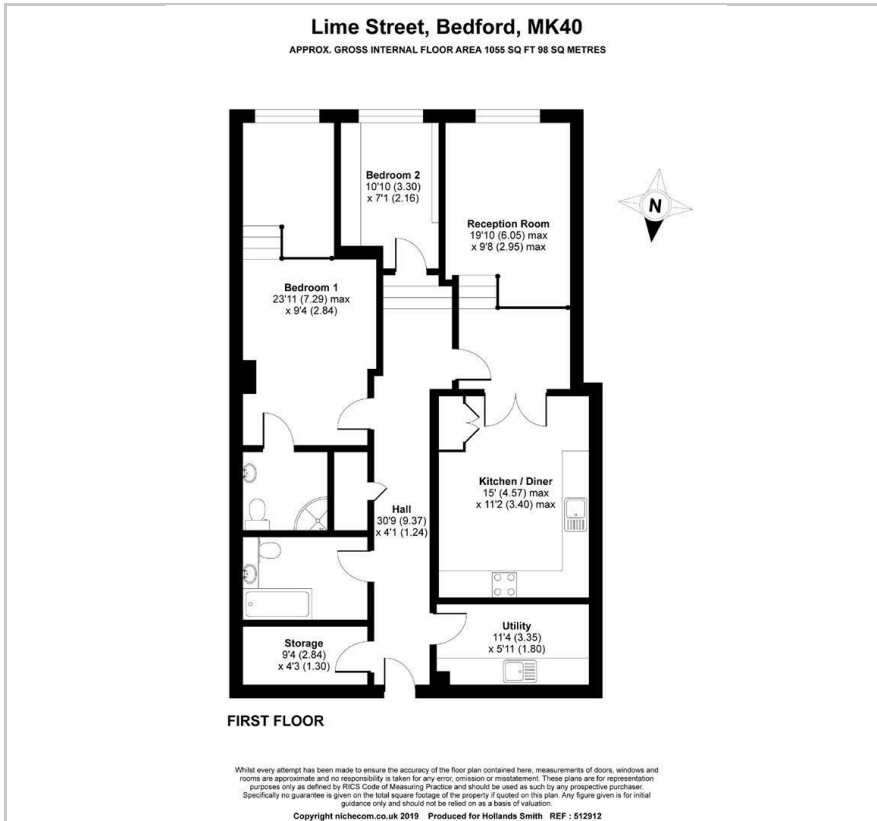 Lime Street, Bedford, MK40
APPROX. GROSS INTERNAL FLOOR AREA 1055 SQ FT 98 SQ METRES
Bedroom 2
10'10 (3.30)
x 7'1 (2.16)
Reception Room
19'10 (6.05) max
x 9'8 (2.95) max
N
Bedroom 1
23'11 (7.29) max
x 9'4 (2.84)
Kitchen / Diner
15' (4.57) max
x 11'2 (3.40) max
Hall
30'9 (9.37)
x 4'1 (1.24)
Utility
11'4 (3.35)
x 5'11 (1.80)
Storage
9'4 (2.84)
x 4'3 (1.30)
FIRST FLOOR
Whilst every attempt has been made to ensure the accuracy of the floor plan contained here, measurements of doors, windows and
rooms are approximate and no responsibility is taken for any error, omission or misstatement. These plans are for representation
purposes only as defined by RICS Code of Measuring Practice and should be used as such by any prospective purchaser.
Specifically no guarantee is given on the total square footage of the property if quoted on this plan. Any figure given is for initial
guidance only and should not be relied on as a basis of valuation.
Copyright nichecom.co.uk 2019 Produced for Hollands Smith REF : 512912